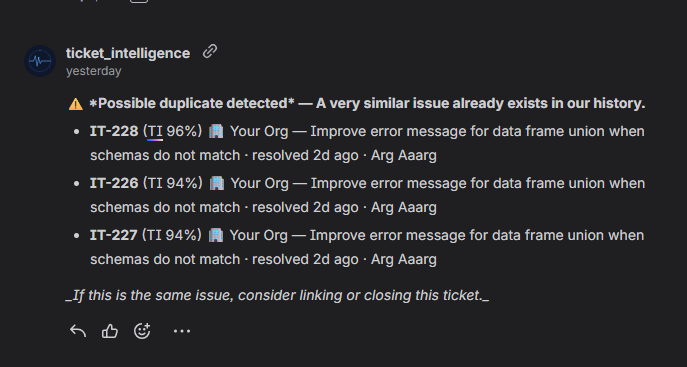 ticket_intelligence
yesterday
⚠️ *Possible duplicate detected* — A very similar issue already exists in our history.
• IT-228 (TI 96%) 🏢 Your Org — Improve error message for data frame union when
schemas do not match · resolved 2d ago · Arg Aaarg
• IT-226 (TI 94%) 🏢 Your Org — Improve error message for data frame union when
schemas do not match · resolved 2d ago · Arg Aaarg
• IT-227 (TI 94%) 🏢 Your Org — Improve error message for data frame union when
schemas do not match · resolved 2d ago · Arg Aaarg
_If this is the same issue, consider linking or closing this ticket._